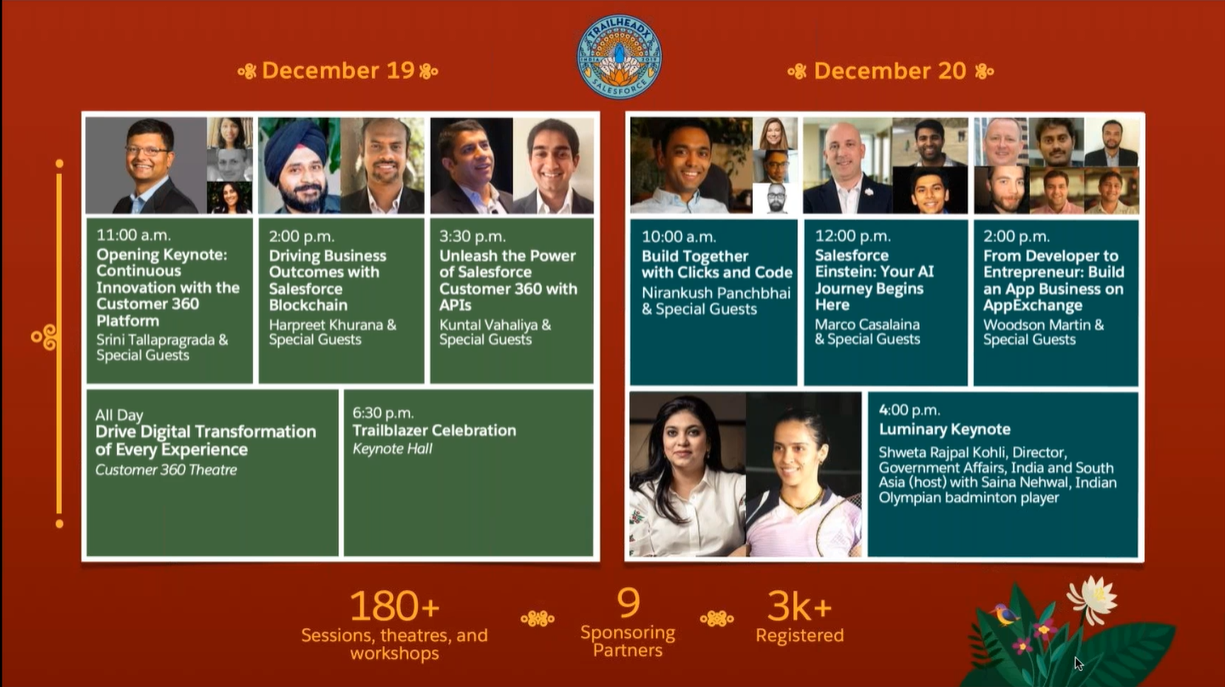 TRAILHEADX
INDIA 2019
SALESFORCE
December 19
December 20
11:00 a.m.
Opening Keynote:
Continuous
Innovation with the
Customer 360
Platform
Srini Tallapragrada &
Special Guests
2:00 p.m.
Driving Business
Outcomes with
Salesforce
Blockchain
Harpreet Khurana &
Special Guests
3:30 p.m.
Unleash the Power
of Salesforce
Customer 360 with
APIs
Kuntal Vahaliya &
Special Guests
All Day
Drive Digital Transformation
of Every Experience
Customer 360 Theatre
6:30 p.m.
Trailblazer Celebration
Keynote Hall
10:00 a.m.
Build Together
with Clicks and Code
Nirankush Panchbhai
& Special Guests
12:00 p.m.
Salesforce
Einstein: Your AI
Journey Begins
Here
Marco Casalaina
& Special Guests
2:00 p.m.
From Developer to
Entrepreneur: Build
an App Business on
AppExchange
Woodson Martin &
Special Guests
4:00 p.m.
Luminary Keynote
Shweta Rajpal Kohli, Director,
Government Affairs, India and South
Asia (host) with Saina Nehwal, Indian
Olympian badminton player
180+
Sessions, theatres, and
workshops
9
Sponsoring
Partners
3k+
Registered